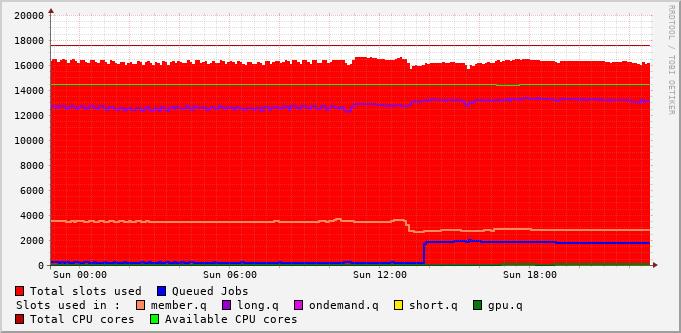 20000
18000
16000
14000
12000
10000
8000
6000
4000
2000
0
Sun 00:00 Sun 06:00 Sun 12:00 Sun 18:00
RRDTOOL / TOBI OETIKER
Total slots used Queued Jobs
Slots used in : member.q long.q ondemand.q short.q gpu.q
Total CPU cores Available CPU cores